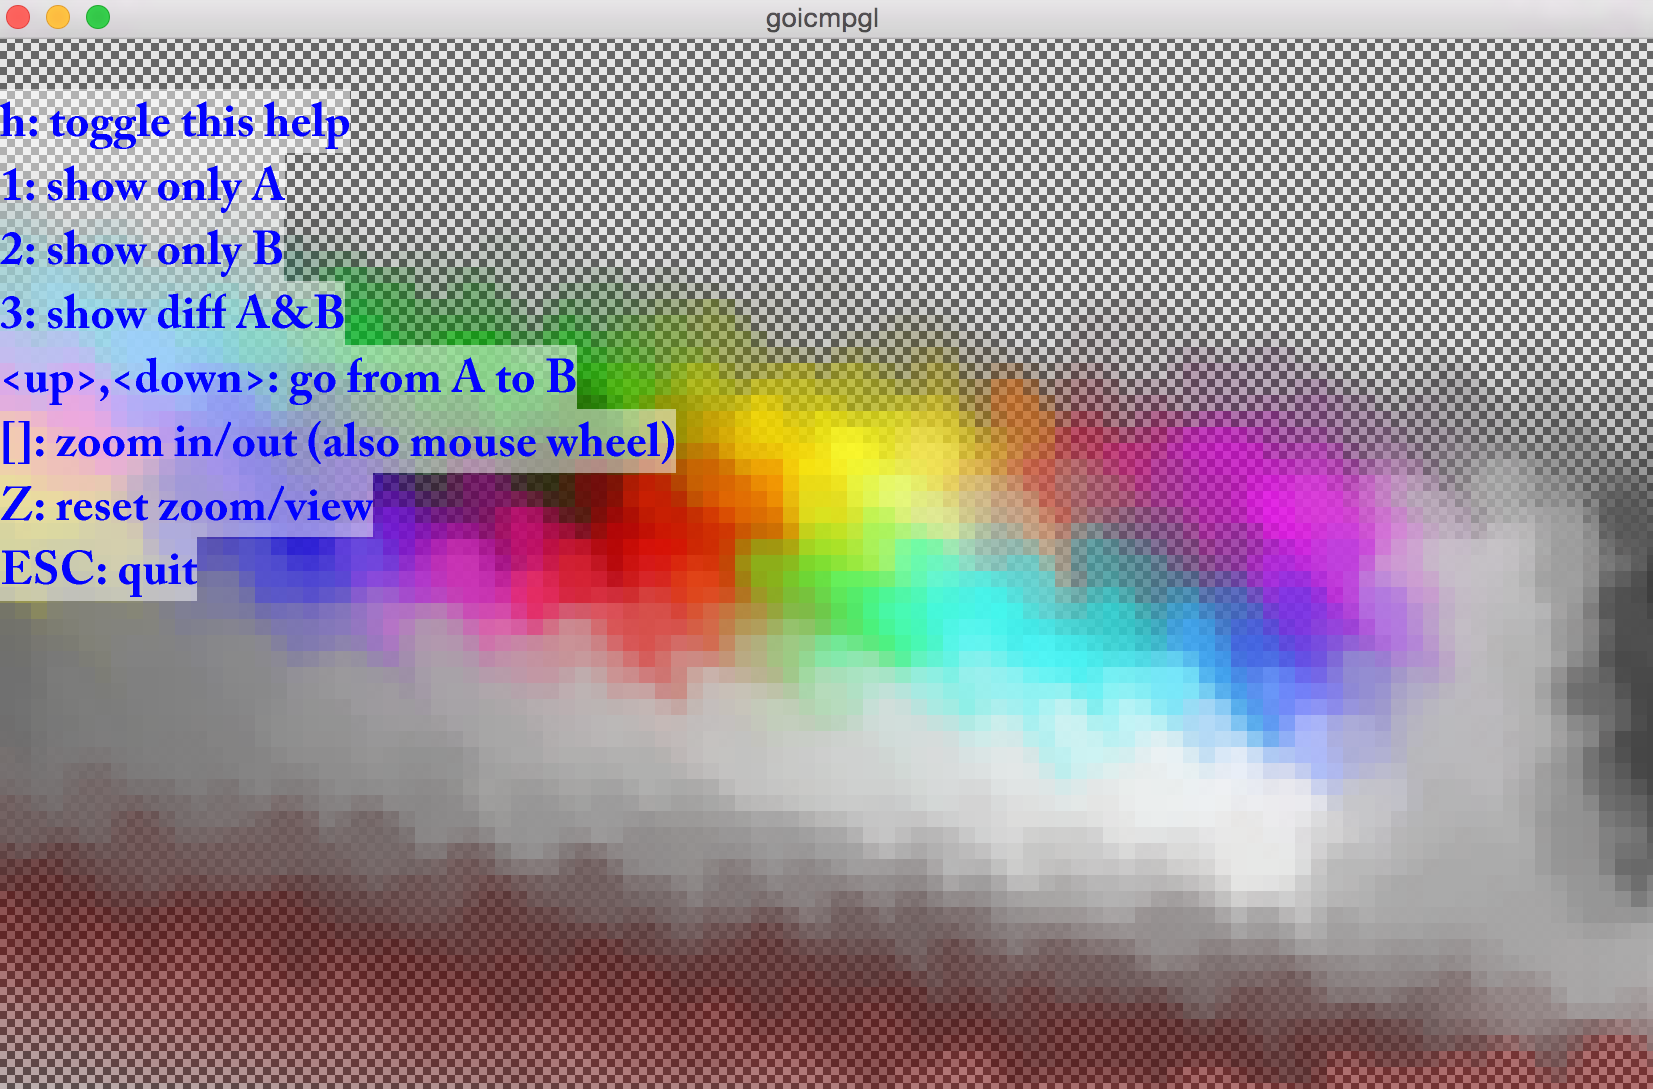 goicmpgl
h: toggle this help
1: show only A
2: show only B
3: show diff A&B
<up>,<down>: go from A to B
[]: zoom in/out (also mouse wheel)
Z: reset zoom/view
ESC: quit